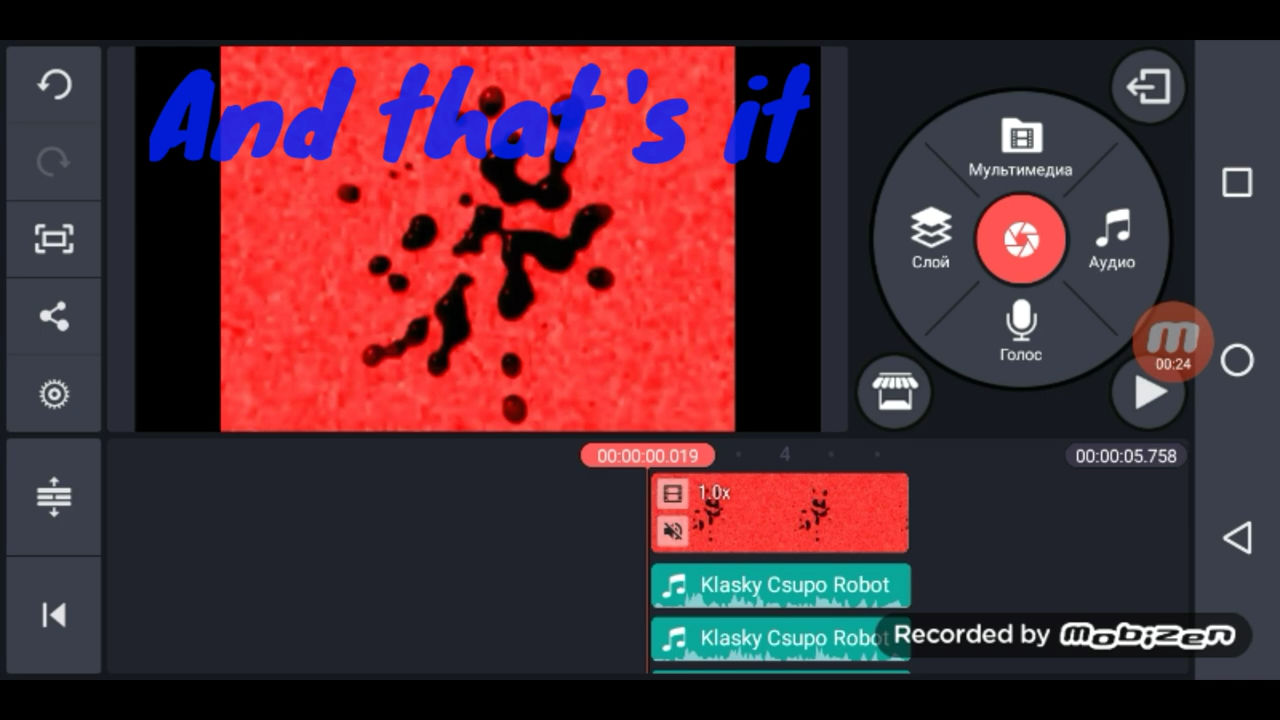 And that's it
Мультимедиа
Слой
Аудио
Голос
00:24
00:00:00.019
4
00:00:05.758
1.0x
Klasky Csupo Robot
Klasky Csupo Robot
Recorded by mobizen